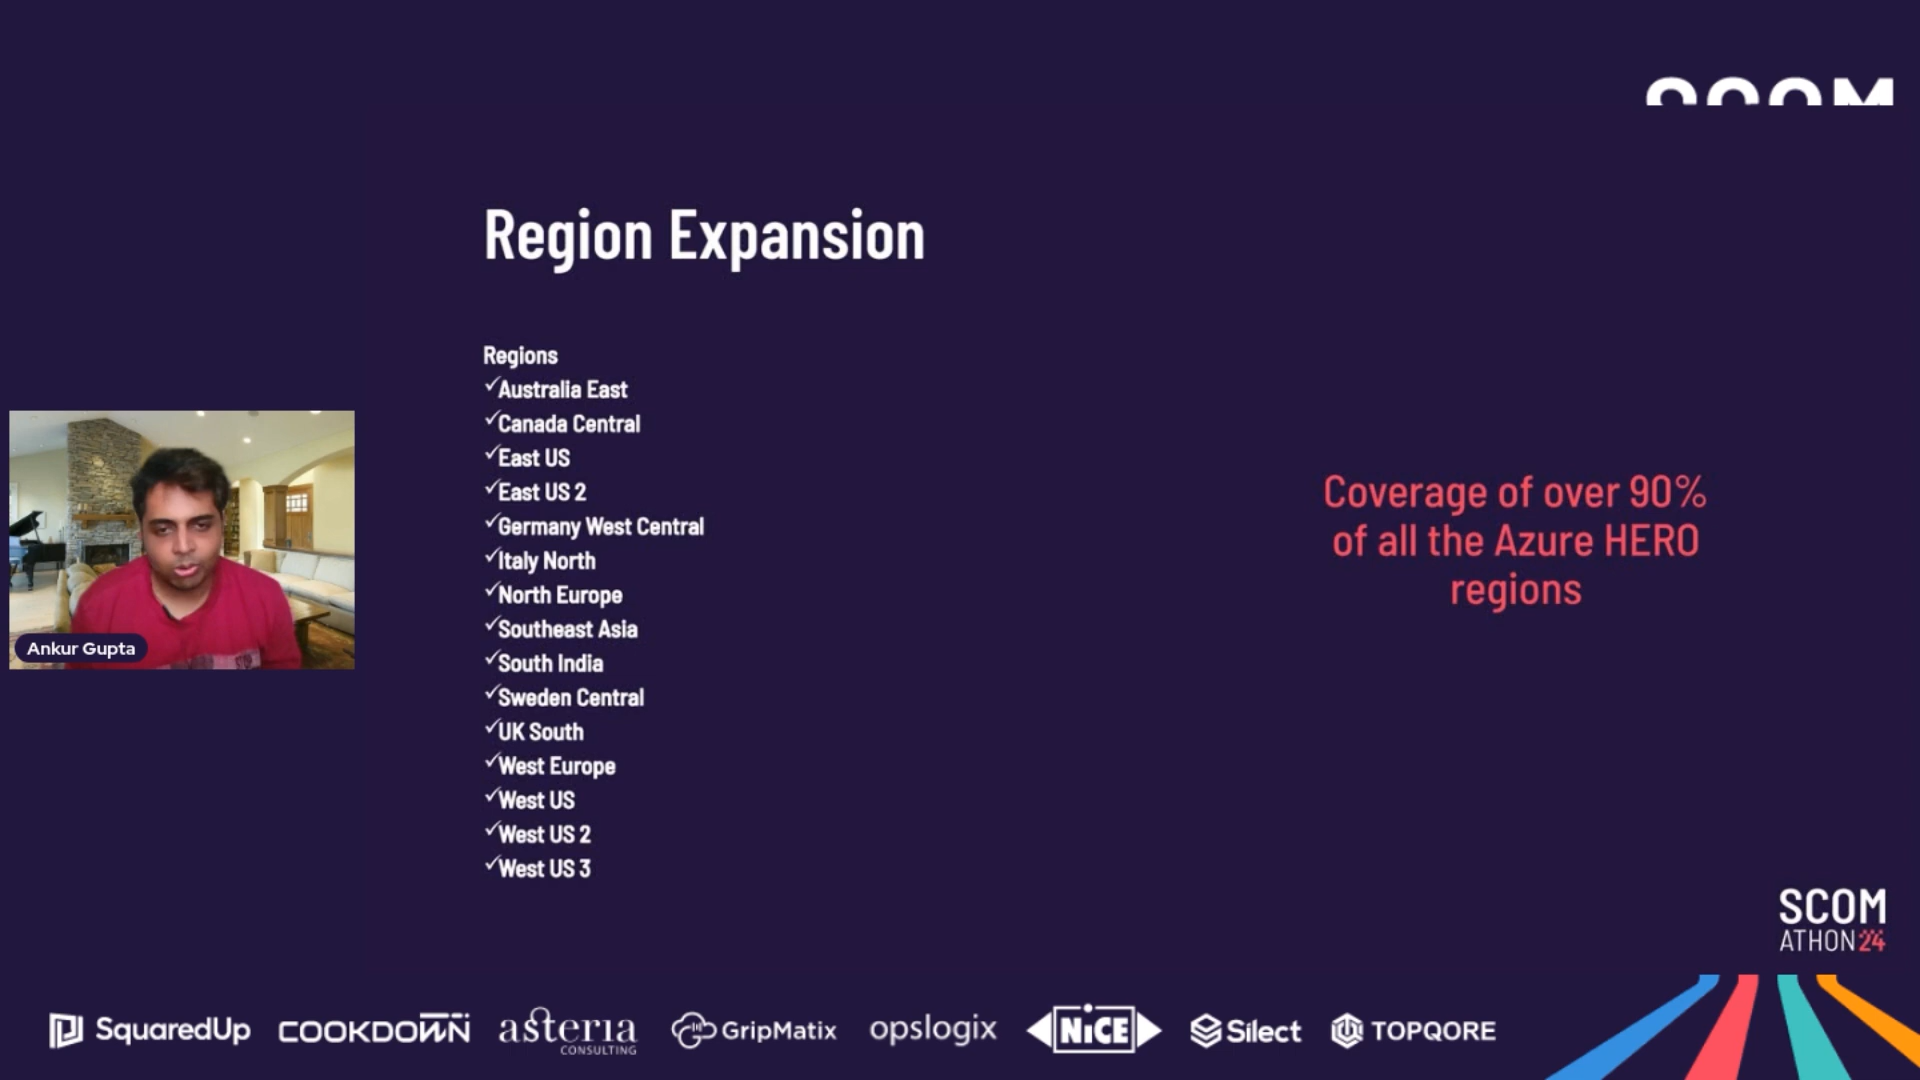 SCOM
Region Expansion
Regions
✓Australia East
✓Canada Central
✓East US
✓East US 2
✓Germany West Central
✓Italy North
✓North Europe
✓Southeast Asia
✓South India
✓Sweden Central
✓UK South
✓West Europe
✓West US
✓West US 2
✓West US 3
Coverage of over 90%
of all the Azure HERO
regions
Ankur Gupta
SCOM
ATHON24
SquaredUp
COOKDOWN
asteria
CONSULTING
GripMatix
opslogix
NiCE
Silect
TOPQORE